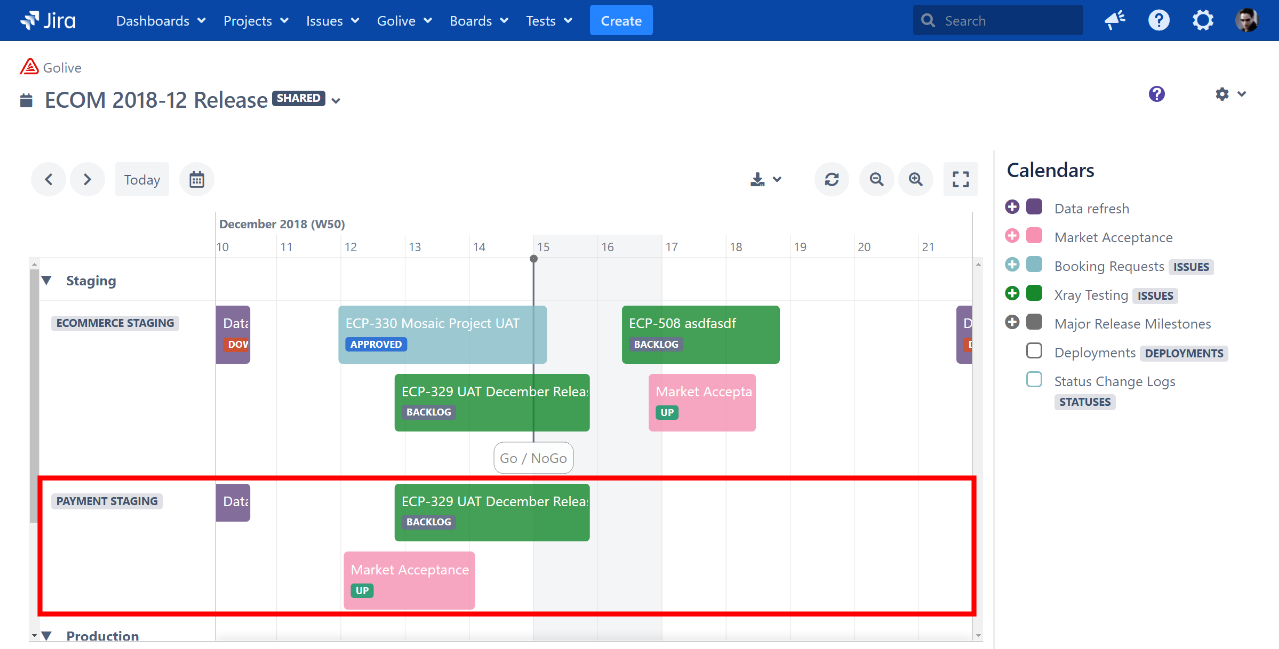 Jira Dashboards Projects Issues Golive Boards Tests Create Search
Golive
ECOM 2018-12 Release SHARED
Today
December 2018 (W50)
10 11 12 13 14 15 16 17 18 19 20 21
Staging
ECOMMERCE STAGING
Data
DOW
ECP-330 Mosaic Project UAT
APPROVED
ECP-508 asdfasdf
BACKLOG
D
D
ECP-329 UAT December Relea
BACKLOG
Market Accepta
UP
Go / NoGo
PAYMENT STAGING
Data
ECP-329 UAT December Relea
BACKLOG
Market Acceptance
UP
Production
Calendars
Data refresh
Market Acceptance
Booking Requests ISSUES
Xray Testing ISSUES
Major Release Milestones
Deployments DEPLOYMENTS
Status Change Logs
STATUSES